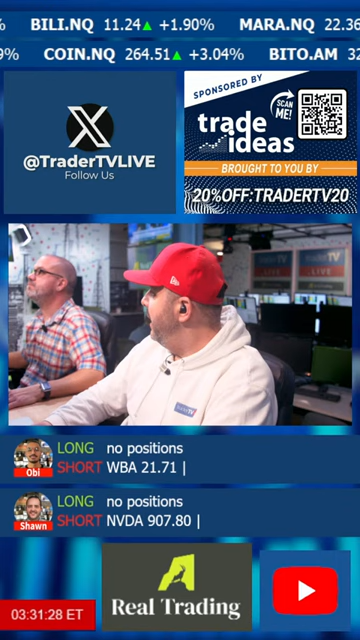 BILI.NQ 11.24▲ +1.90% MARA.NQ 22.36
9% COIN.NQ 264.51▲ +3.04% BITO.AM 32
@TraderTVLIVE
Follow Us
SPONSORED BY
SCAN ME!
trade
ideas
BROUGHT TO YOU BY
20%OFF:TRADERTV20
LONG no positions
SHORT WBA 21.71 |
Obi
LONG no positions
SHORT NVDA 907.80 |
Shawn
03:31:28 ET
Real Trading